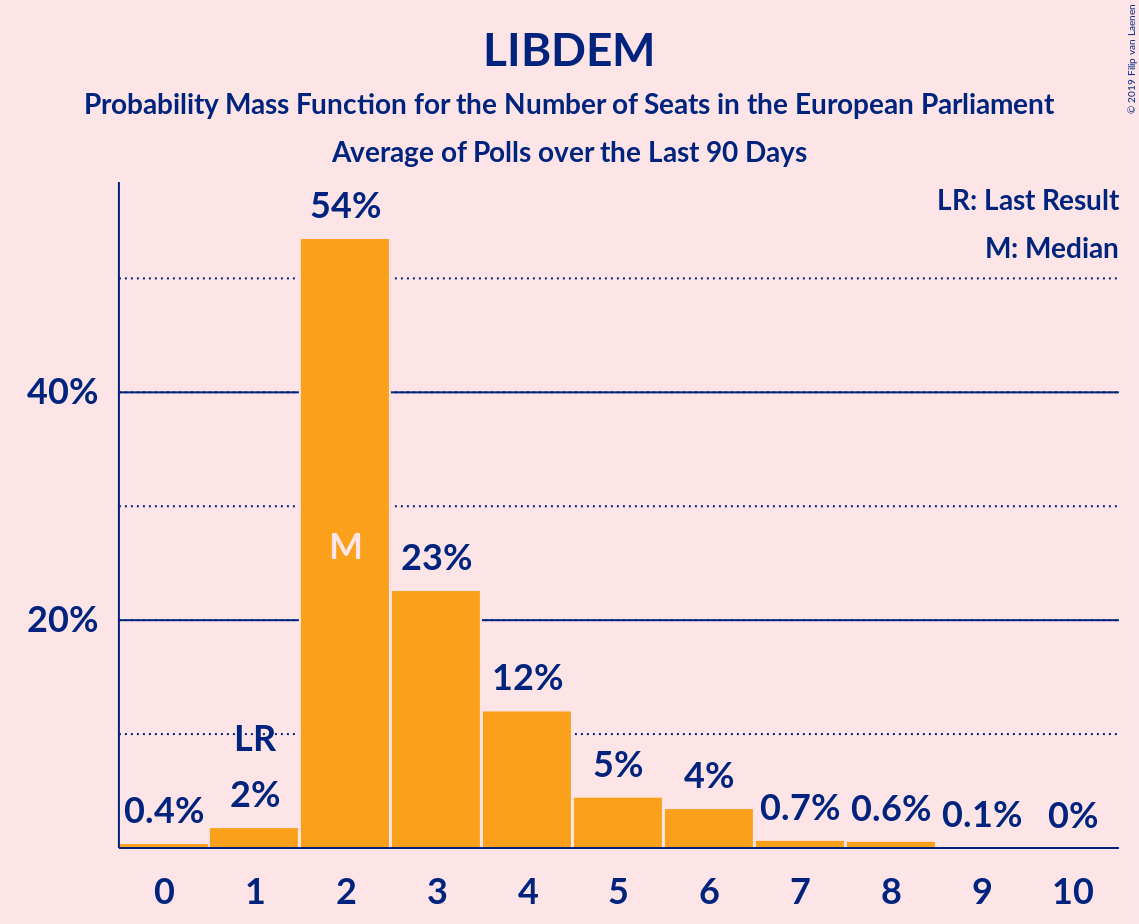 LIBDEM
Probability Mass Function for the Number of Seats in the European Parliament
Average of Polls over the Last 90 Days
© 2019 Filip van Laenen
LR: Last Result
M: Median
54%
40%
M
23%
20%
12%
LR
5%
4%
2%
0.4%
0.7%
0.6%
0.1%
0%
0 1 2 3 4 5 6 7 8 9 10